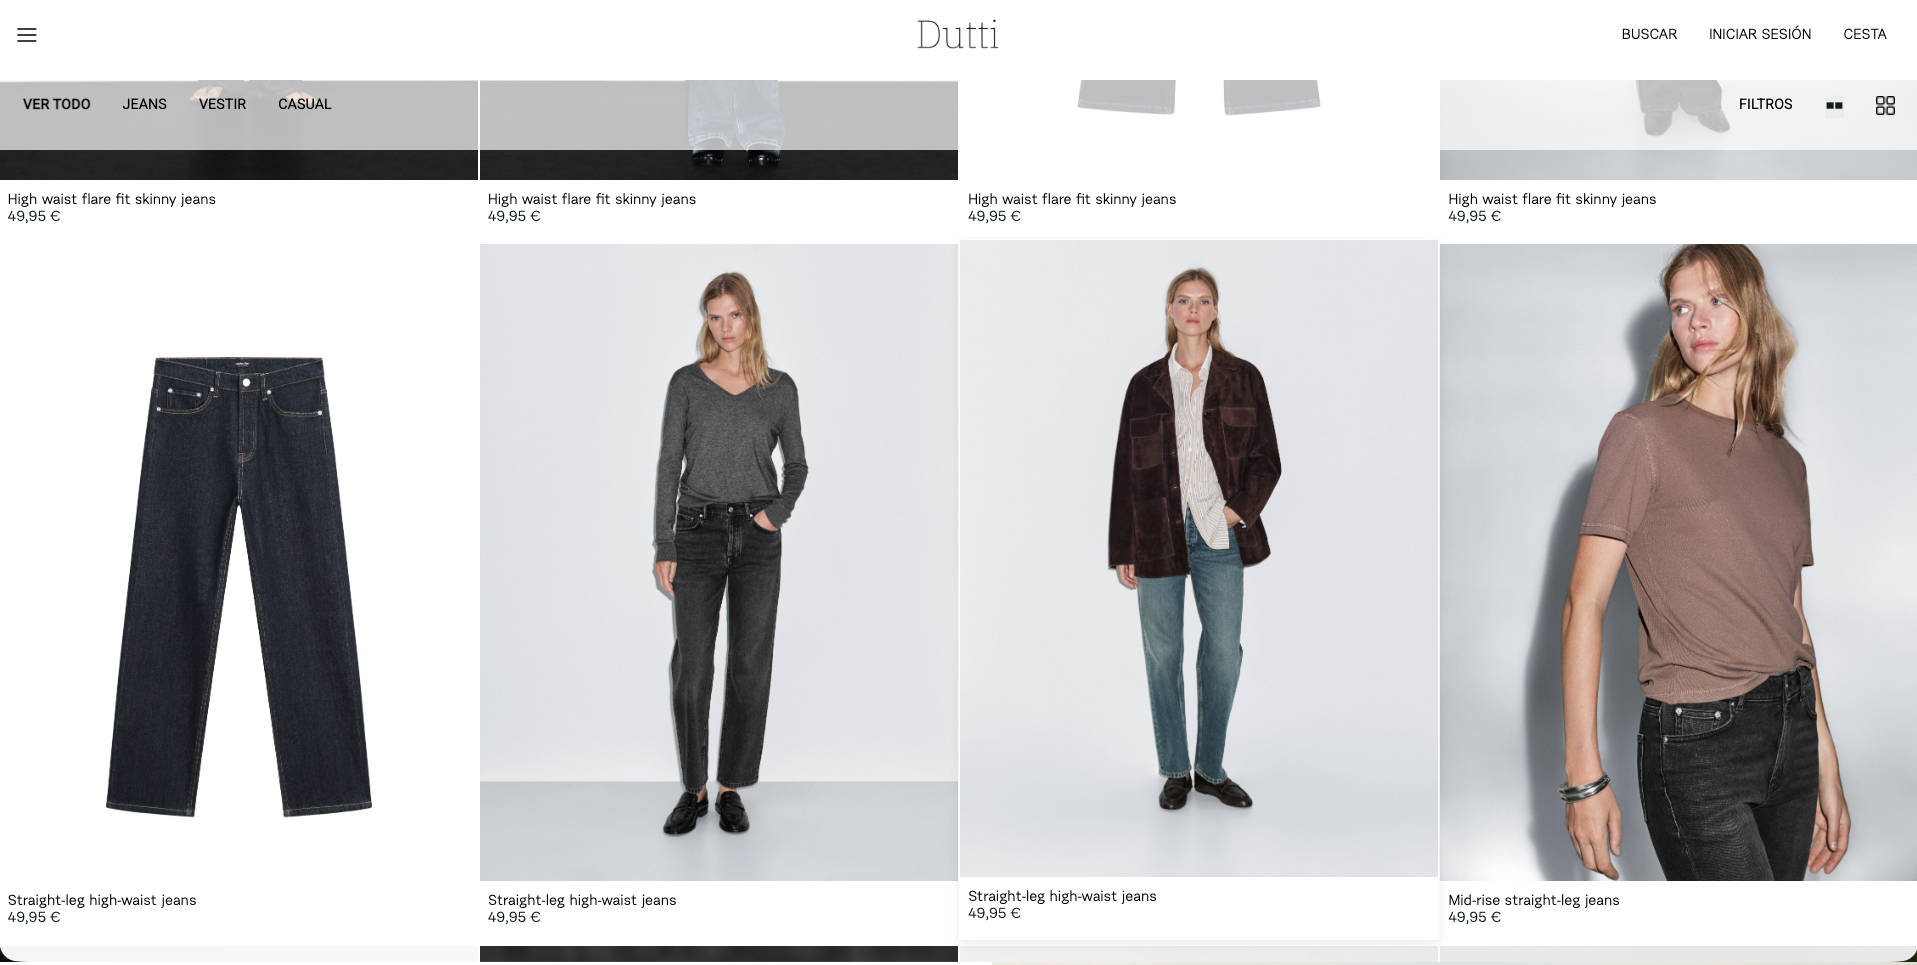 Dutti
BUSCAR
INICIAR SESIÓN
CESTA
VER TODO
JEANS
VESTIR
CASUAL
FILTROS
High waist flare fit skinny jeans
49,95 €
High waist flare fit skinny jeans
49,95 €
High waist flare fit skinny jeans
49,95 €
High waist flare fit skinny jeans
49,95 €
Straight-leg high-waist jeans
49,95 €
Straight-leg high-waist jeans
49,95 €
Straight-leg high-waist jeans
49,95 €
Mid-rise straight-leg jeans
49,95 €